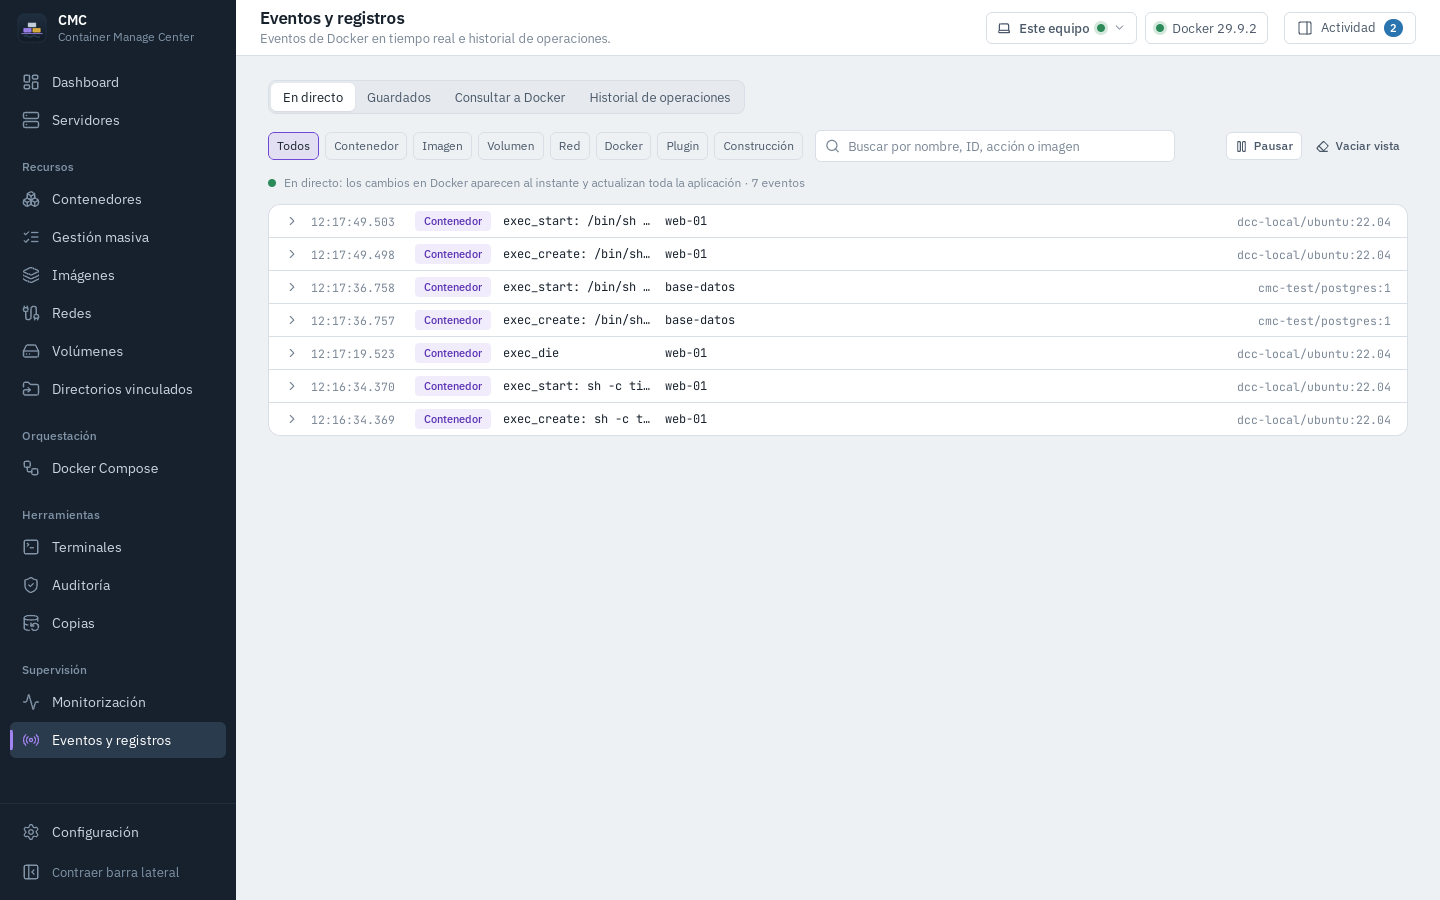 CMC
Container Manage Center
Dashboard
Servidores
Recursos
Contenedores
Gestión masiva
Imágenes
Redes
Volúmenes
Directorios vinculados
Orquestación
Docker Compose
Herramientas
Terminales
Auditoría
Copias
Supervisión
Monitorización
Eventos y registros
Configuración
Contraer barra lateral
Eventos y registros
Eventos de Docker en tiempo real e historial de operaciones.
Este equipo
Docker 29.9.2
Actividad 2
En directo Guardados Consultar a Docker Historial de operaciones
Todos Contenedor Imagen Volumen Red Docker Plugin Construcción Buscar por nombre, ID, acción o imagen Pausar Vaciar vista
En directo: los cambios en Docker aparecen al instante y actualizan toda la aplicación · 7 eventos
12:17:49.503 Contenedor exec_start: /bin/sh … web-01 dcc-local/ubuntu:22.04
12:17:49.498 Contenedor exec_create: /bin/sh… web-01 dcc-local/ubuntu:22.04
12:17:36.758 Contenedor exec_start: /bin/sh … base-datos cmc-test/postgres:1
12:17:36.757 Contenedor exec_create: /bin/sh… base-datos cmc-test/postgres:1
12:17:19.523 Contenedor exec_die web-01 dcc-local/ubuntu:22.04
12:16:34.370 Contenedor exec_start: sh -c ti… web-01 dcc-local/ubuntu:22.04
12:16:34.369 Contenedor exec_create: sh -c t… web-01 dcc-local/ubuntu:22.04